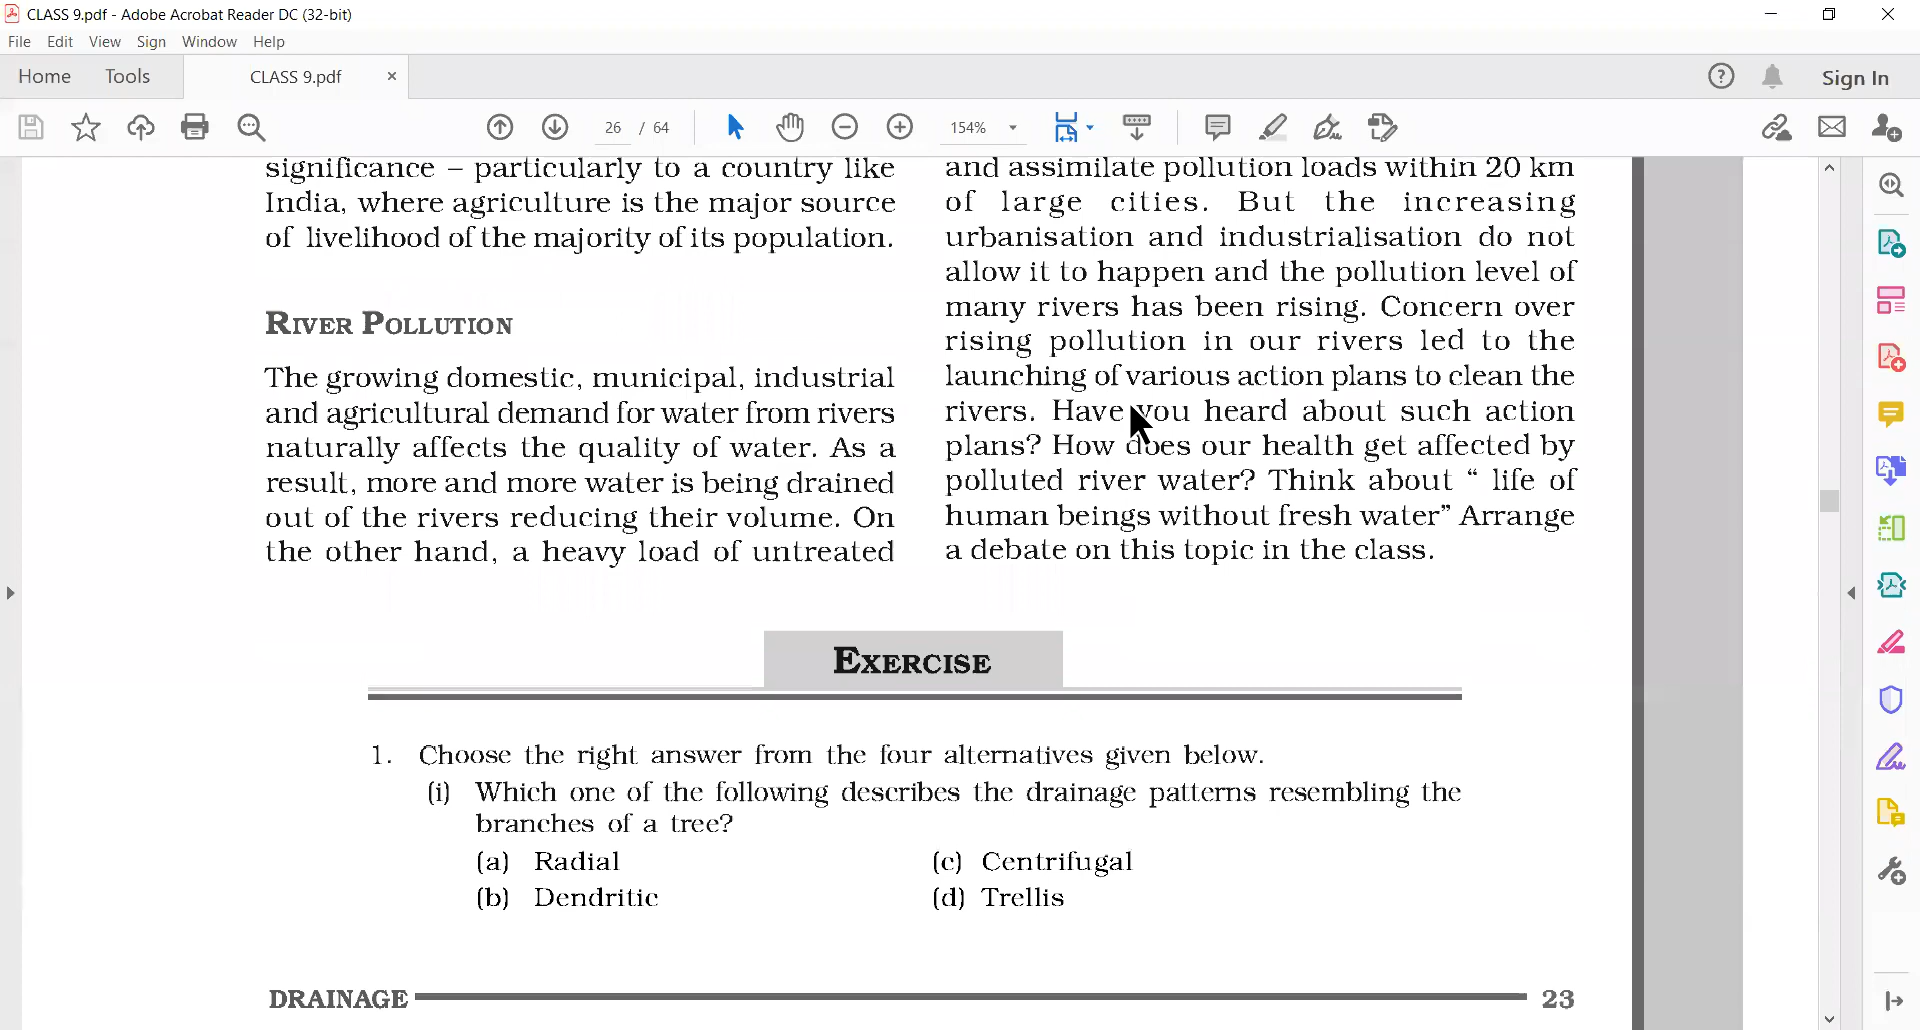 CLASS 9.pdf - Adobe Acrobat Reader DC (32-bit)
File Edit View Sign Window Help
Home Tools CLASS 9.pdf × Sign In
26 / 64 154%
significance – particularly to a country like
India, where agriculture is the major source
of livelihood of the majority of its population.
RIVER POLLUTION
The growing domestic, municipal, industrial
and agricultural demand for water from rivers
naturally affects the quality of water. As a
result, more and more water is being drained
out of the rivers reducing their volume. On
the other hand, a heavy load of untreated
and assimilate pollution loads within 20 km
of large cities. But the increasing
urbanisation and industrialisation do not
allow it to happen and the pollution level of
many rivers has been rising. Concern over
rising pollution in our rivers led to the
launching of various action plans to clean the
rivers. Have you heard about such action
plans? How does our health get affected by
polluted river water? Think about “ life of
human beings without fresh water” Arrange
a debate on this topic in the class.
EXERCISE
1. Choose the right answer from the four alternatives given below.
(i) Which one of the following describes the drainage patterns resembling the
branches of a tree?
(a) Radial (c) Centrifugal
(b) Dendritic (d) Trellis
DRAINAGE 23